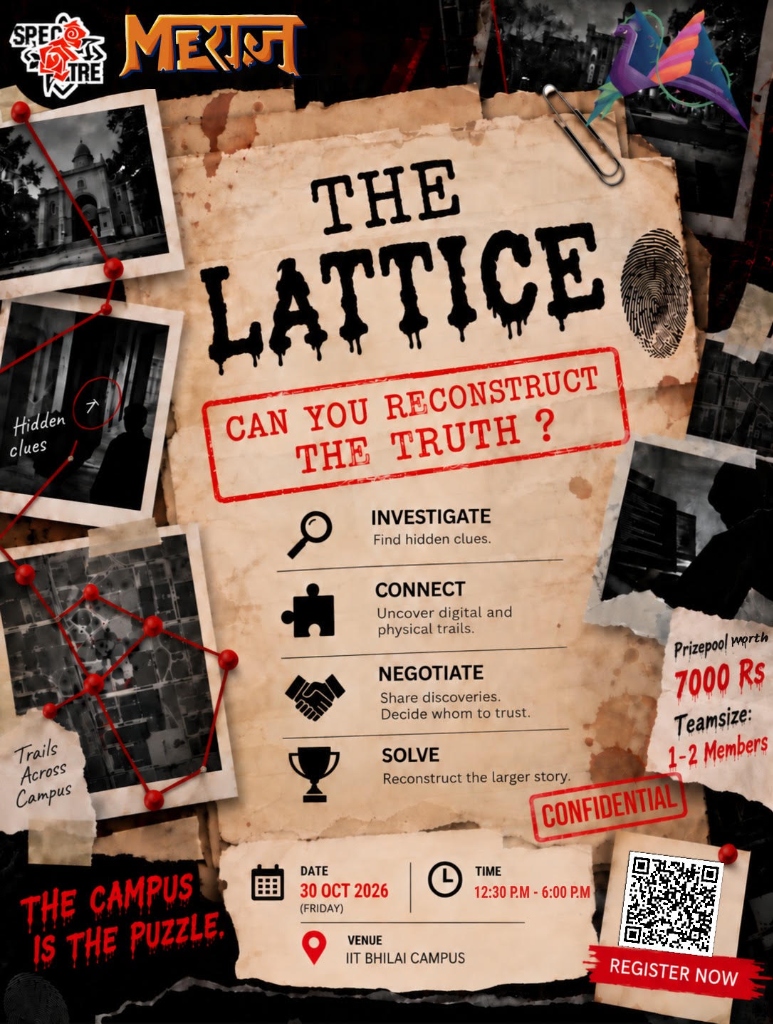 SPECTRE
MERAज़
THE
LATTICE
CAN YOU RECONSTRUCT
THE TRUTH ?
Hidden
clues
INVESTIGATE
Find hidden clues.
CONNECT
Uncover digital and
physical trails.
NEGOTIATE
Share discoveries.
Decide whom to trust.
SOLVE
Reconstruct the larger story.
Prizepool worth
7000 Rs
Teamsize:
1-2 Members
Trails
Across
Campus
CONFIDENTIAL
THE CAMPUS
IS THE PUZZLE.
DATE
30 OCT 2026
(FRIDAY)
TIME
12:30 P.M - 6:00 P.M
VENUE
IIT BHILAI CAMPUS
REGISTER NOW